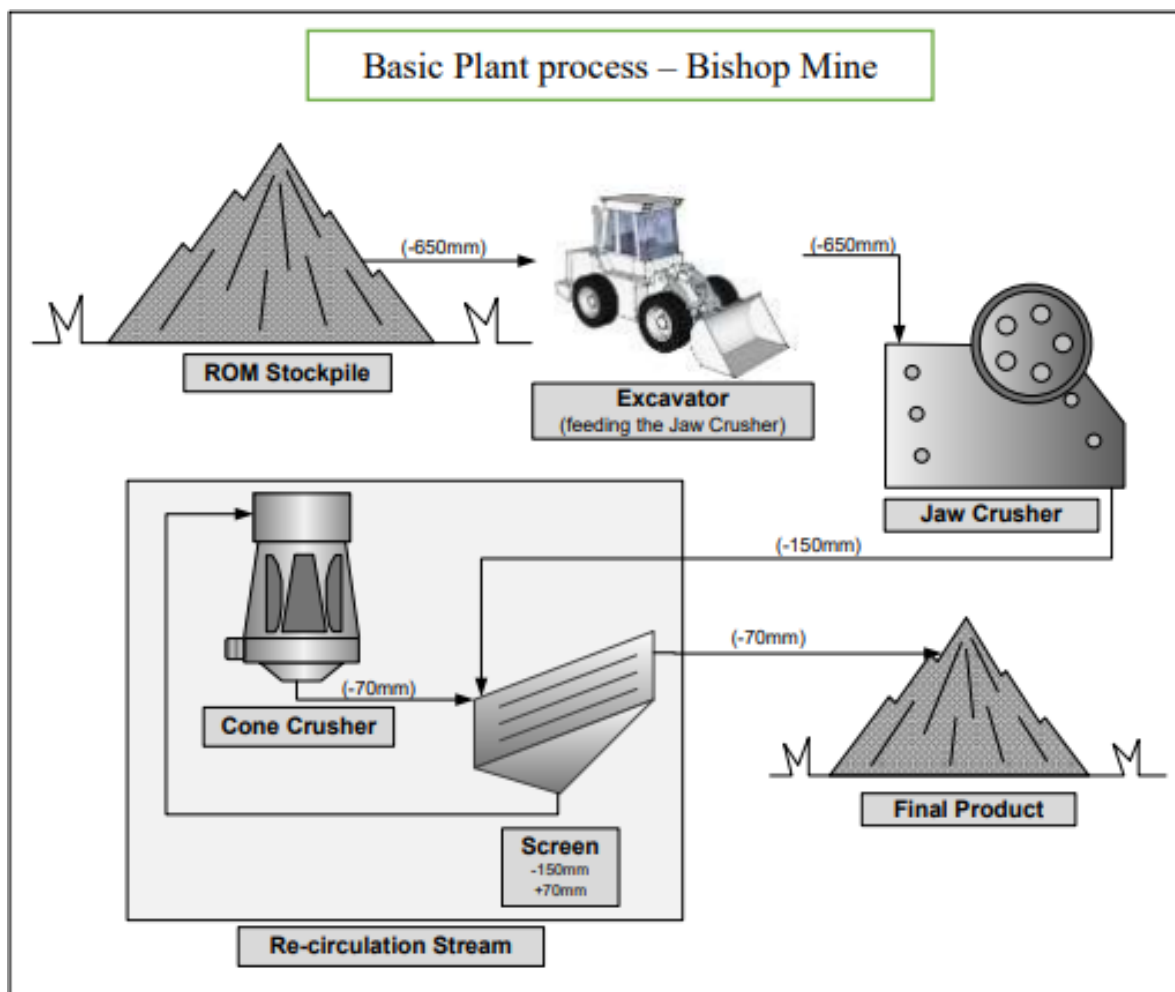 Basic Plant process – Bishop Mine
(-650mm)
(-650mm)
ROM Stockpile
Excavator
(feeding the Jaw Crusher)
Jaw Crusher
(-150mm)
(-70mm)
(-70mm)
Cone Crusher
Final Product
Screen
-150mm
+70mm
Re-circulation Stream